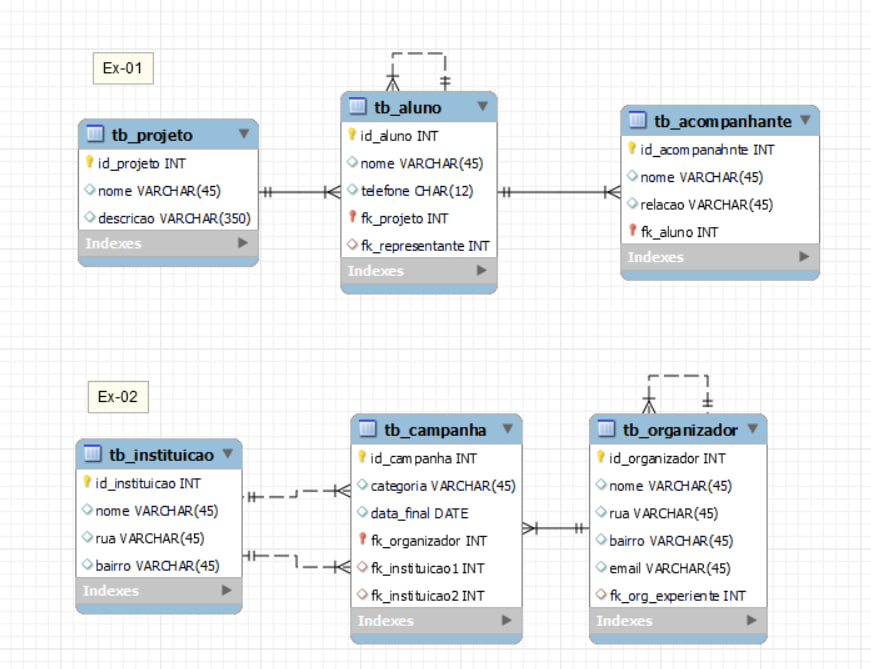 Ex-01
tb_projeto
id_projeto INT
nome VARCHAR(45)
descricao VARCHAR(350)
Indexes
tb_aluno
id_aluno INT
nome VARCHAR(45)
telefone CHAR(12)
fk_projeto INT
fk_representante INT
Indexes
tb_acompanhante
id_acompanahnte INT
nome VARCHAR(45)
relacao VARCHAR(45)
fk_aluno INT
Indexes
Ex-02
tb_instituicao
id_instituicao INT
nome VARCHAR(45)
rua VARCHAR(45)
bairro VARCHAR(45)
Indexes
tb_campanha
id_campanha INT
categoria VARCHAR(45)
data_final DATE
fk_organizador INT
fk_instituicao1 INT
fk_instituicao2 INT
Indexes
tb_organizador
id_organizador INT
nome VARCHAR(45)
rua VARCHAR(45)
bairro VARCHAR(45)
email VARCHAR(45)
fk_org_experiente INT
Indexes